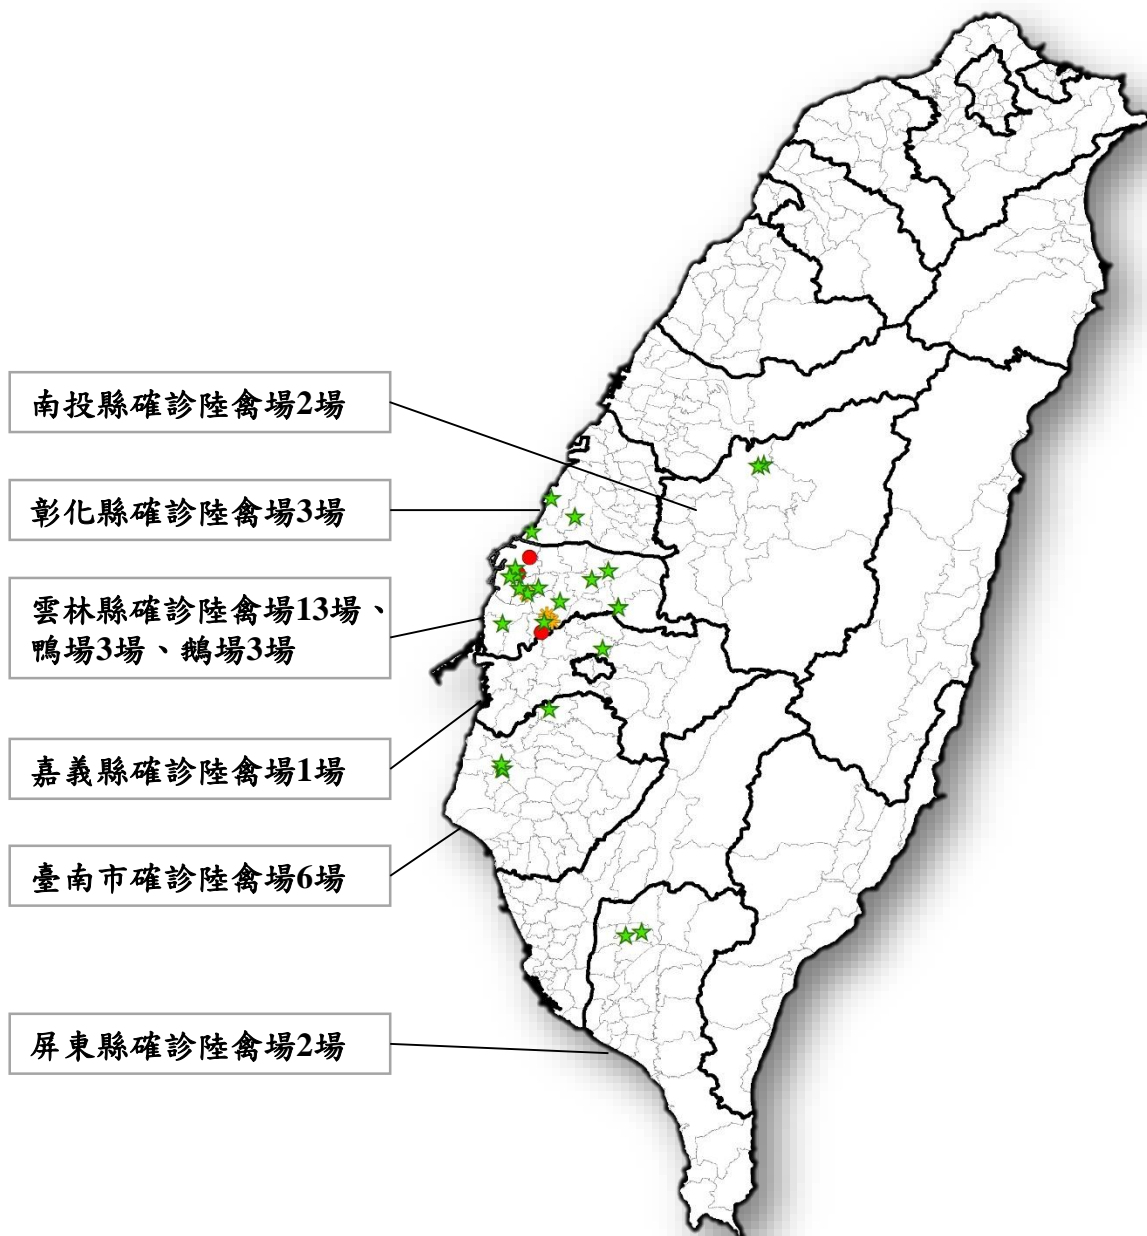 南投縣確診陸禽場2場
彰化縣確診陸禽場3場
雲林縣確診陸禽場13場、
鴨場3場、鵝場3場
嘉義縣確診陸禽場1場
臺南市確診陸禽場6場
屏東縣確診陸禽場2場